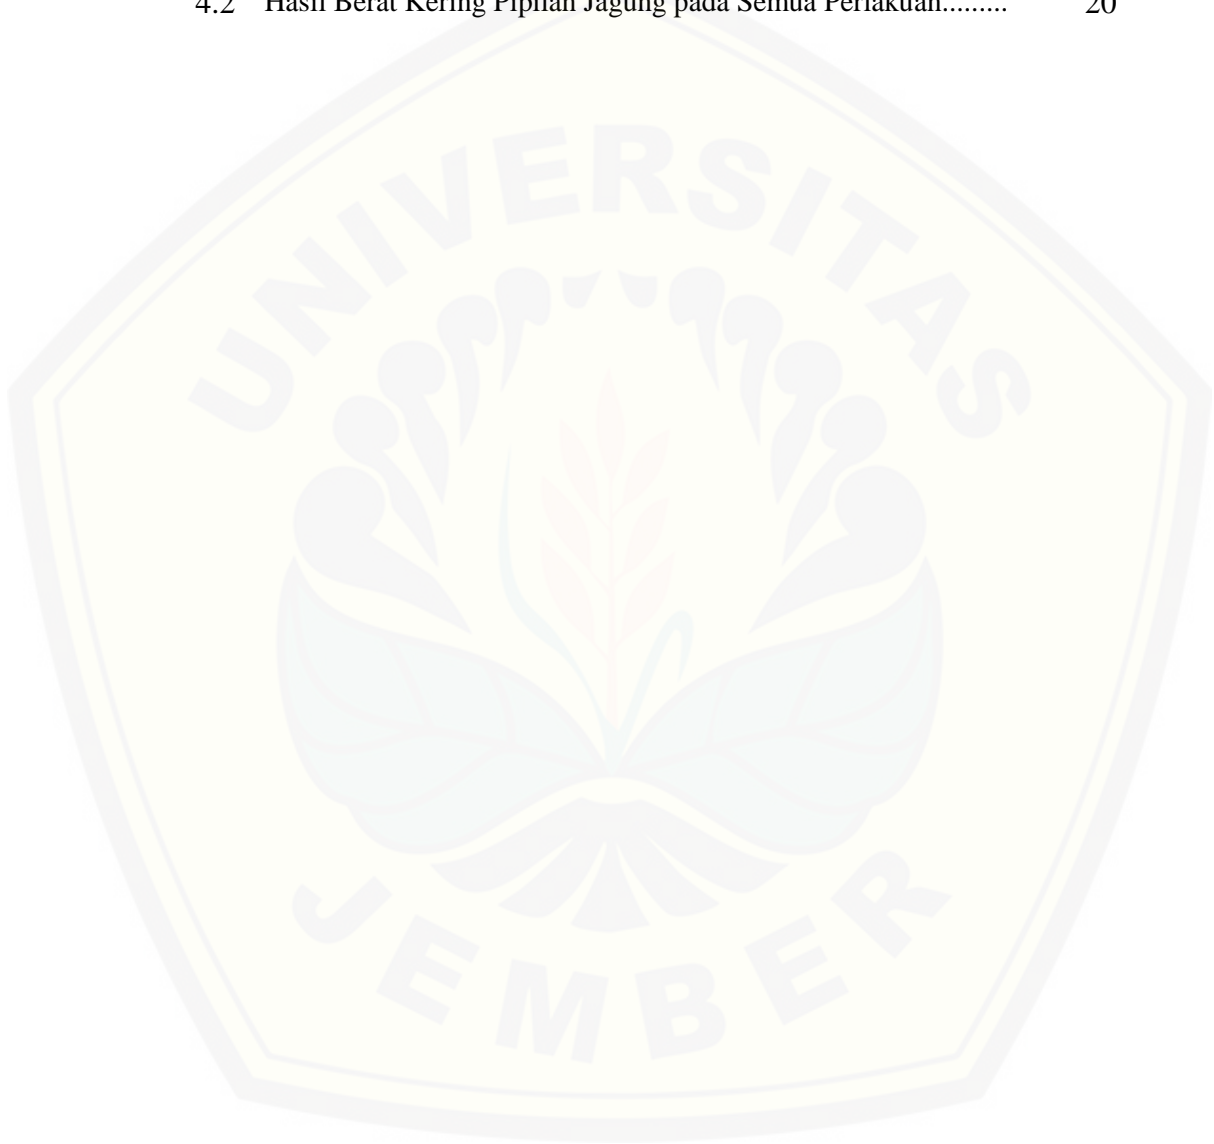 4.2 Hasil Berat Kering Pipilan Jagung pada Semua Perlakuan......... 20
UNIVERSITAS
JEMBER